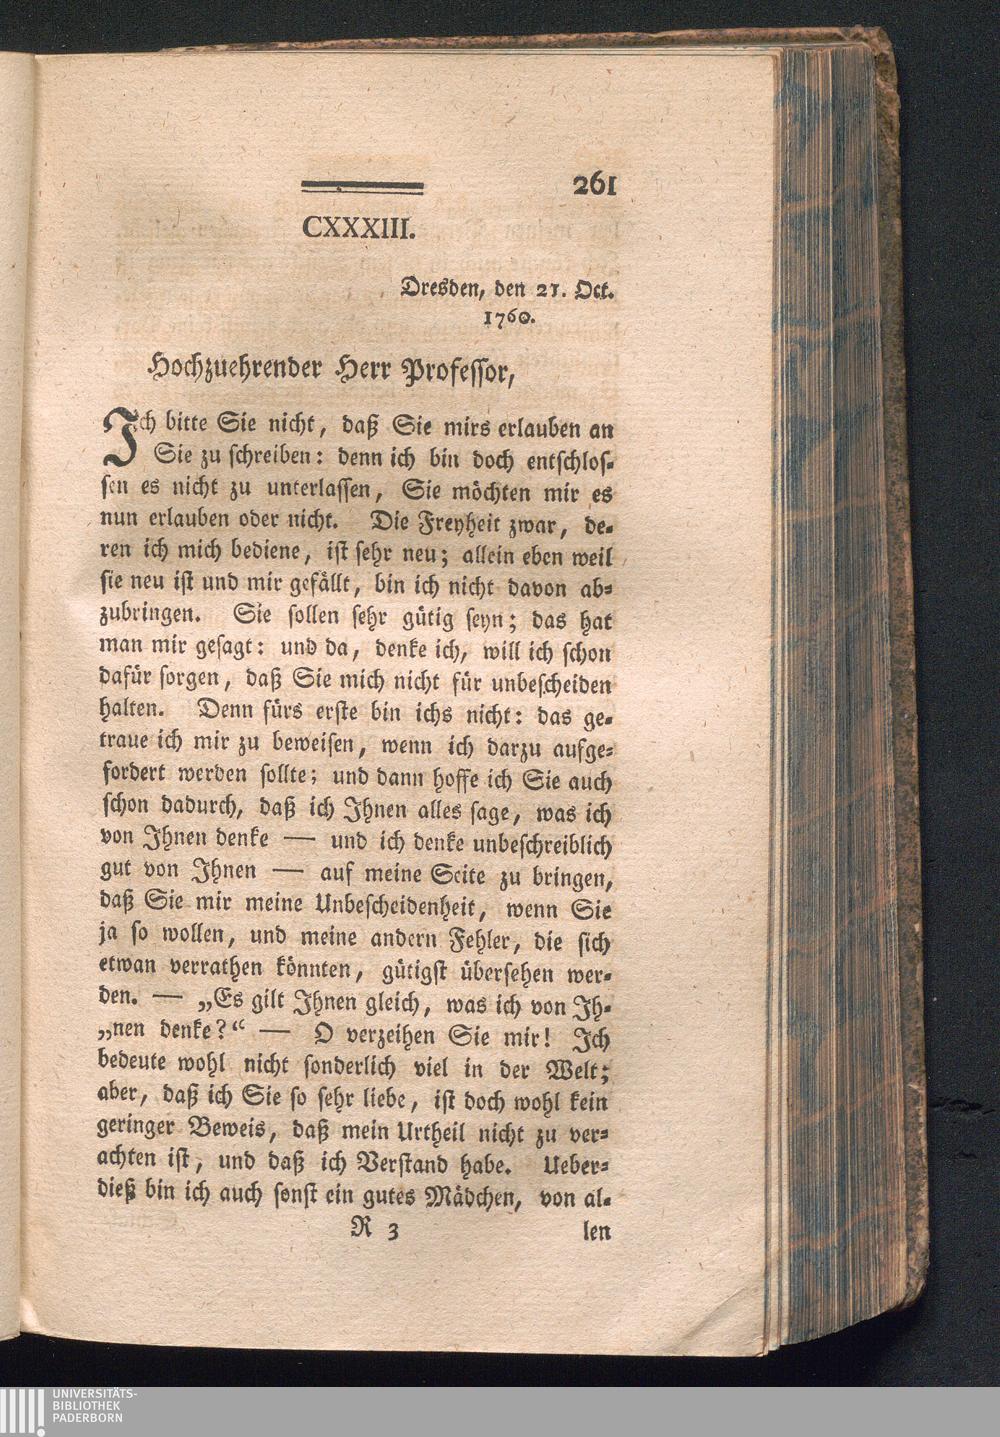 261
CXXXIII.
Dresden, den 21. Oct.
1760.
Hochzuehrender Herr Professor,
Ich bitte Sie nicht, daß Sie mirs erlauben an
Sie zu schreiben: denn ich bin doch entschlos-
sen es nicht zu unterlassen, Sie möchten mir es
nun erlauben oder nicht. Die Freyheit zwar, de-
ren ich mich bediene, ist sehr neu; allein eben weil
sie neu ist und mir gefällt, bin ich nicht davon ab-
zubringen. Sie sollen sehr gütig seyn; das hat
man mir gesagt: und da, denke ich, will ich schon
dafür sorgen, daß Sie mich nicht für unbescheiden
halten. Denn fürs erste bin ichs nicht: das ge-
traue ich mir zu beweisen, wenn ich darzu aufge-
fordert werden sollte; und dann hoffe ich Sie auch
schon dadurch, daß ich Ihnen alles sage, was ich
von Ihnen denke — und ich denke unbeschreiblich
gut von Ihnen — auf meine Seite zu bringen,
daß Sie mir meine Unbescheidenheit, wenn Sie
ja so wollen, und meine andern Fehler, die sich
etwan verrathen könnten, gütigst übersehen wer-
den. — „Es gilt Ihnen gleich, was ich von Ih-
„nen denke?“ — O verzeihen Sie mir! Ich
bedeute wohl nicht sonderlich viel in der Welt;
aber, daß ich Sie so sehr liebe, ist doch wohl kein
geringer Beweis, daß mein Urtheil nicht zu ver-
achten ist, und daß ich Verstand habe. Ueber-
dieß bin ich auch sonst ein gutes Mädchen, von al-
R 3 len
UNIVERSITÄTS-
BIBLIOTHEK
PADERBORN